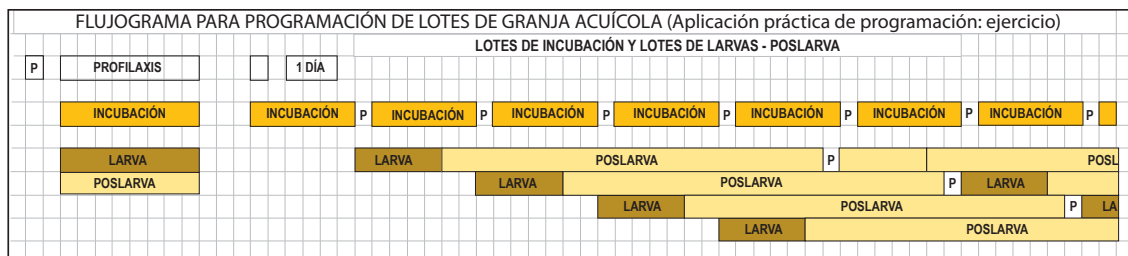 FLUJOGRAMA PARA PROGRAMACIÓN DE LOTES DE GRANJA ACUÍCOLA (Aplicación práctica de programación: ejercicio)
LOTES DE INCUBACIÓN Y LOTES DE LARVAS - POSLARVA
P PROFILAXIS 1 DÍA
INCUBACIÓN INCUBACIÓN P INCUBACIÓN P INCUBACIÓN P INCUBACIÓN P INCUBACIÓN P INCUBACIÓN P INCUBACIÓN P
LARVA LARVA POSLARVA P POSL
POSLARVA LARVA POSLARVA P LARVA
LARVA POSLARVA P LA
LARVA POSLARVA